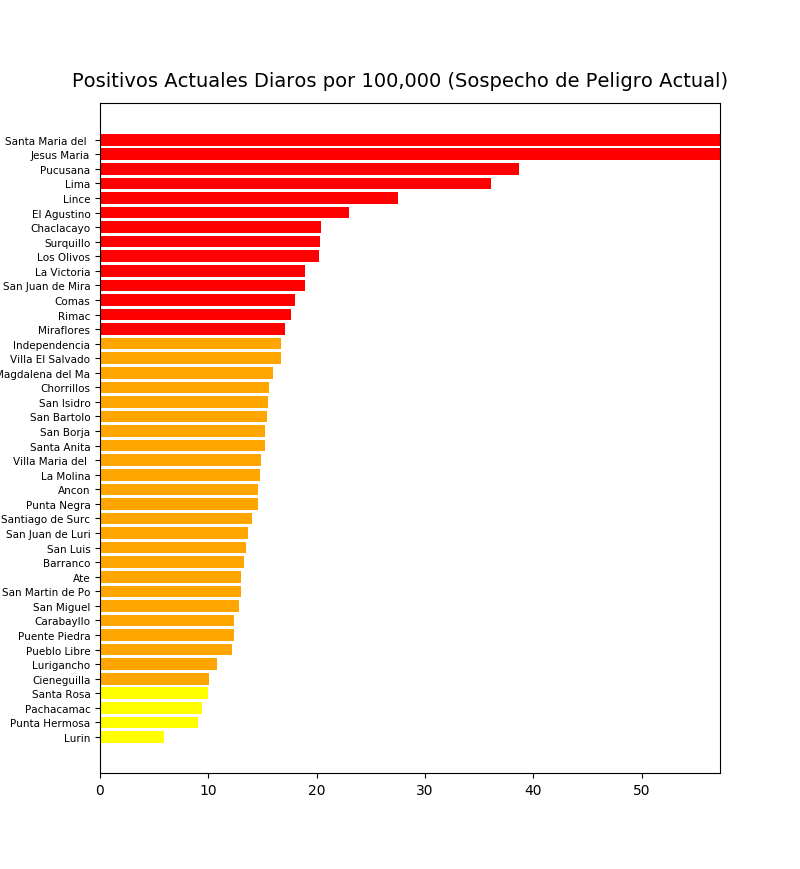 Positivos Actuales Diaros por 100,000 (Sospecho de Peligro Actual)
Santa Maria del
Jesus Maria
Pucusana
Lima
Lince
El Agustino
Chaclacayo
Surquillo
Los Olivos
La Victoria
San Juan de Mira
Comas
Rimac
Miraflores
Independencia
Villa El Salvado
Magdalena del Ma
Chorrillos
San Isidro
San Bartolo
San Borja
Santa Anita
Villa Maria del
La Molina
Ancon
Punta Negra
Santiago de Surc
San Juan de Luri
San Luis
Barranco
Ate
San Martin de Po
San Miguel
Carabayllo
Puente Piedra
Pueblo Libre
Lurigancho
Cieneguilla
Santa Rosa
Pachacamac
Punta Hermosa
Lurin
0 10 20 30 40 50